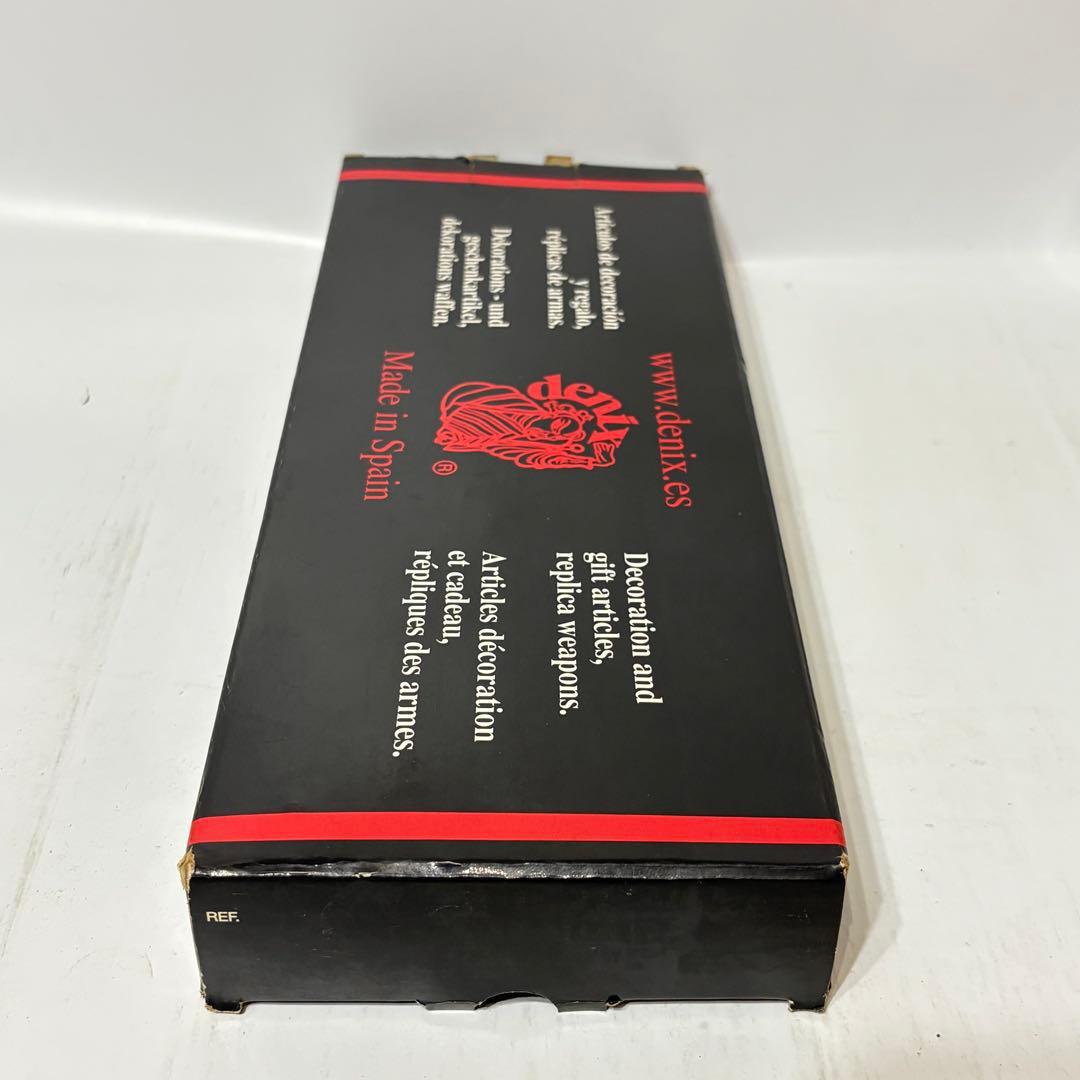 www.denix.es
Artículos de decoración
y regalo,
réplicas de armas.
Decoration and
gift articles,
replica weapons.
denix
®
Dekorations - und
geschenkartikel,
dekorations waffen.
Articles décoration
et cadeau,
répliques des armes.
Made in Spain
REF.